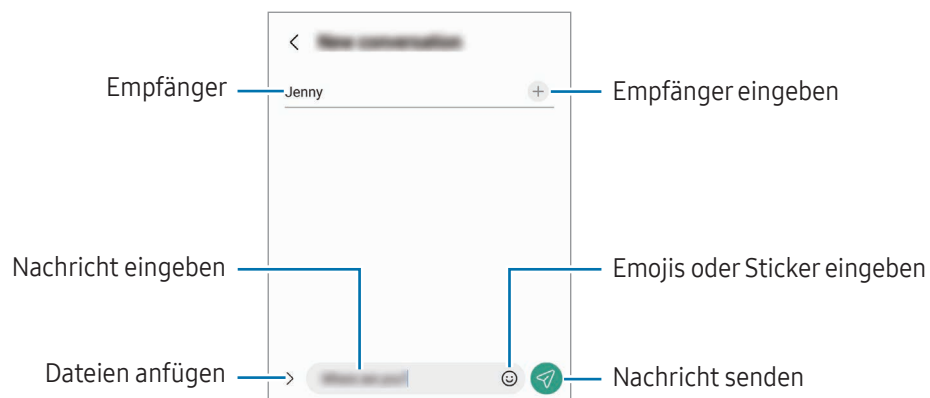 Empfänger
Jenny
Empfänger eingeben
Nachricht eingeben
Emojis oder Sticker eingeben
Dateien anfügen
Nachricht senden